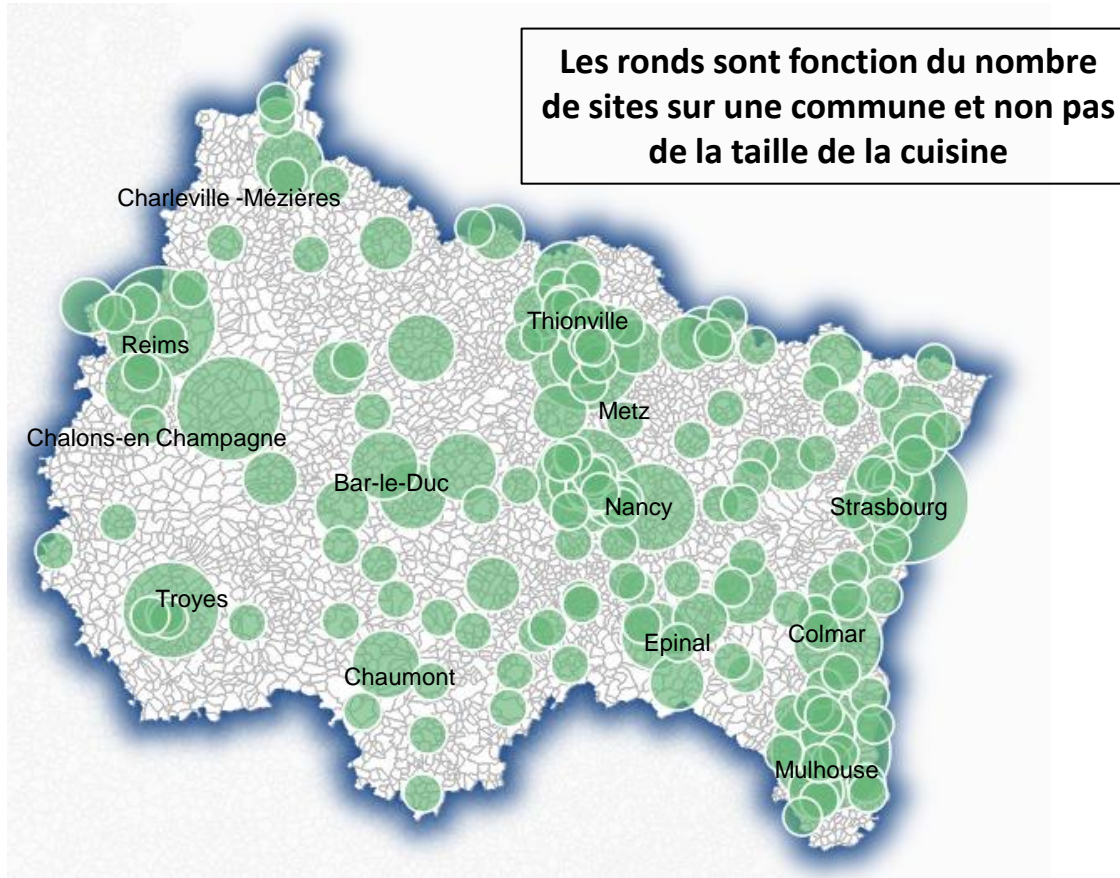 Les ronds sont fonction du nombre
de sites sur une commune et non pas
de la taille de la cuisine
Charleville -Mézières
Thionville
Reims
Metz
Chalons-en Champagne
Bar-le-Duc
Nancy
Strasbourg
Troyes
Epinal
Colmar
Chaumont
Mulhouse